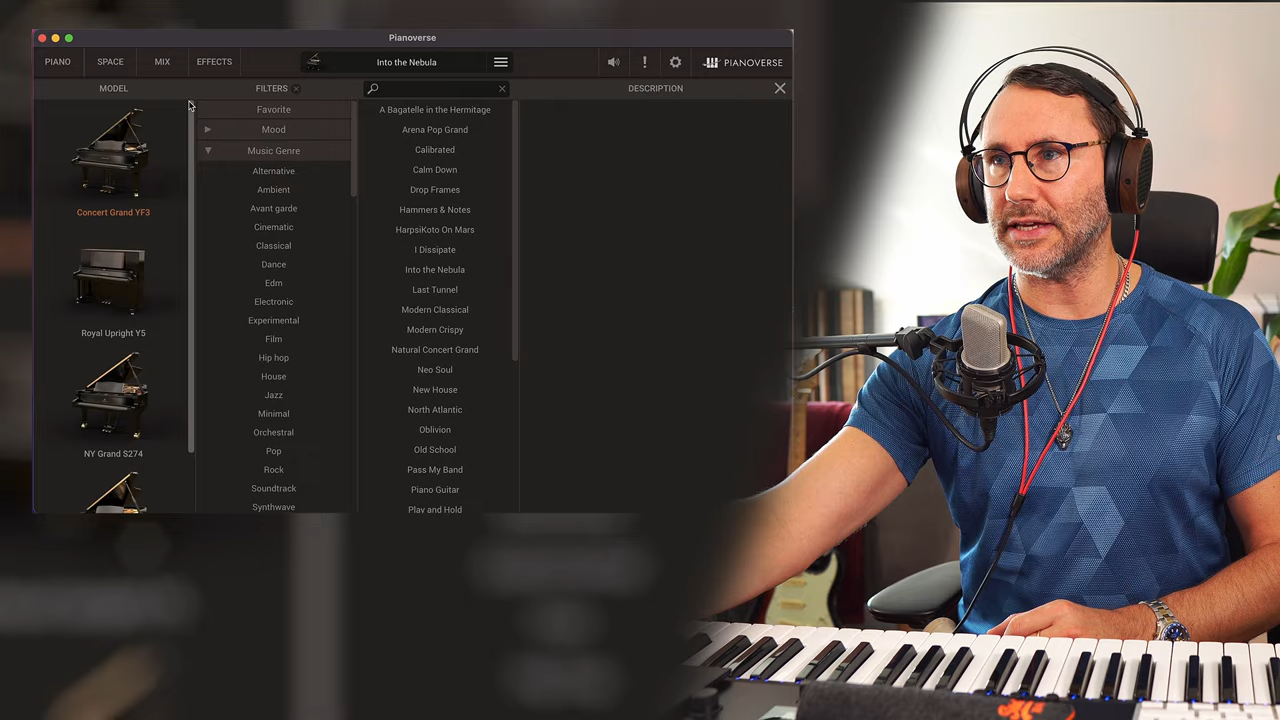 Pianoverse
PIANO
SPACE
MIX
EFFECTS
Into the Nebula
PIANOVERSE
MODEL
FILTERS
DESCRIPTION
Concert Grand YF3
Royal Upright Y5
NY Grand S274
Favorite
Mood
Music Genre
Alternative
Ambient
Avant garde
Cinematic
Classical
Dance
Edm
Electronic
Experimental
Film
Hip hop
House
Jazz
Minimal
Orchestral
Pop
Rock
Soundtrack
Synthwave
A Bagatelle in the Hermitage
Arena Pop Grand
Calibrated
Calm Down
Drop Frames
Hammers & Notes
HarpsiKoto On Mars
I Dissipate
Into the Nebula
Last Tunnel
Modern Classical
Modern Crispy
Natural Concert Grand
Neo Soul
New House
North Atlantic
Oblivion
Old School
Pass My Band
Piano Guitar
Play and Hold